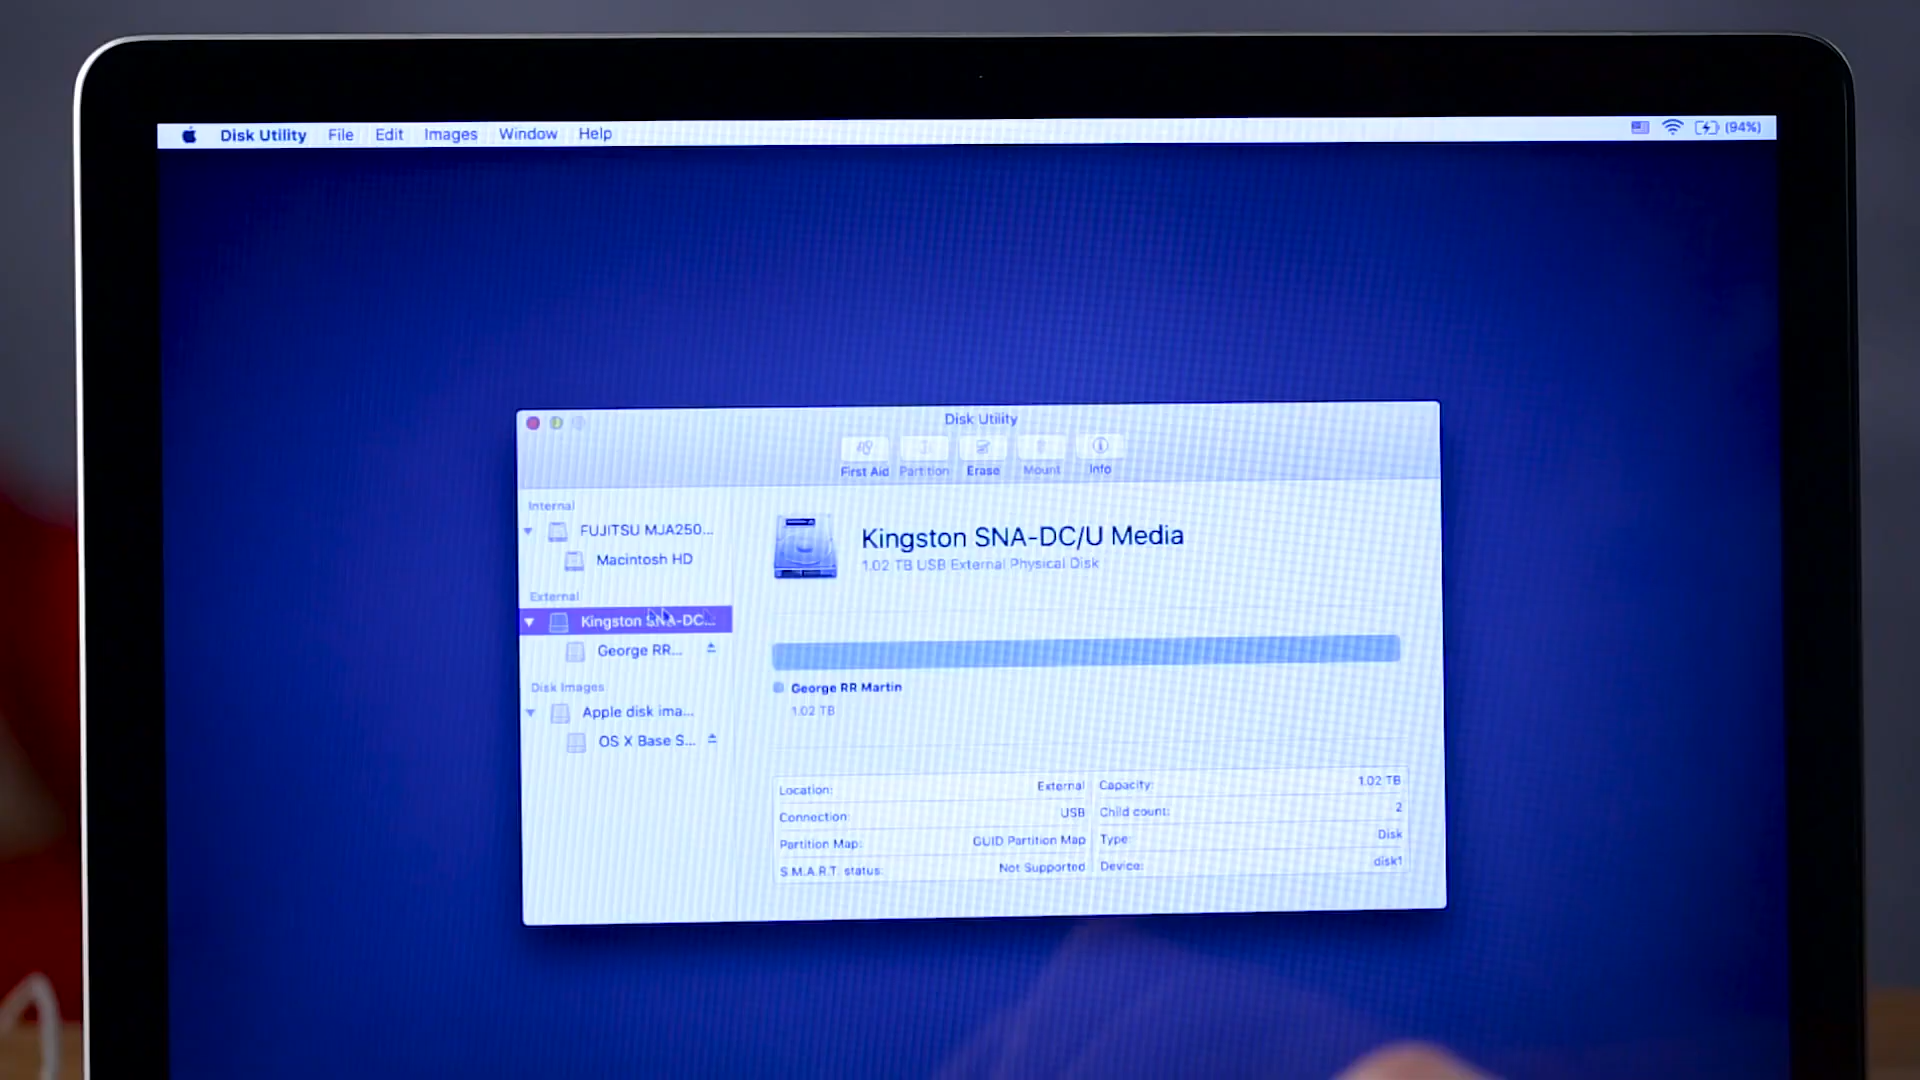 Disk Utility File Edit Images Window Help (94%)
Disk Utility
First Aid Partition Erase Mount Info
Internal
FUJITSU MJA250...
Macintosh HD
External
Kingston SNA-DC...
George RR...
Disk Images
Apple disk ima...
OS X Base S...
Kingston SNA-DC/U Media
1.02 TB USB External Physical Disk
George RR Martin
1.02 TB
Location: External Capacity: 1.02 TB
Connection: USB Child count: 2
Partition Map: GUID Partition Map Type: Disk
S.M.A.R.T. status: Not Supported Device: disk1